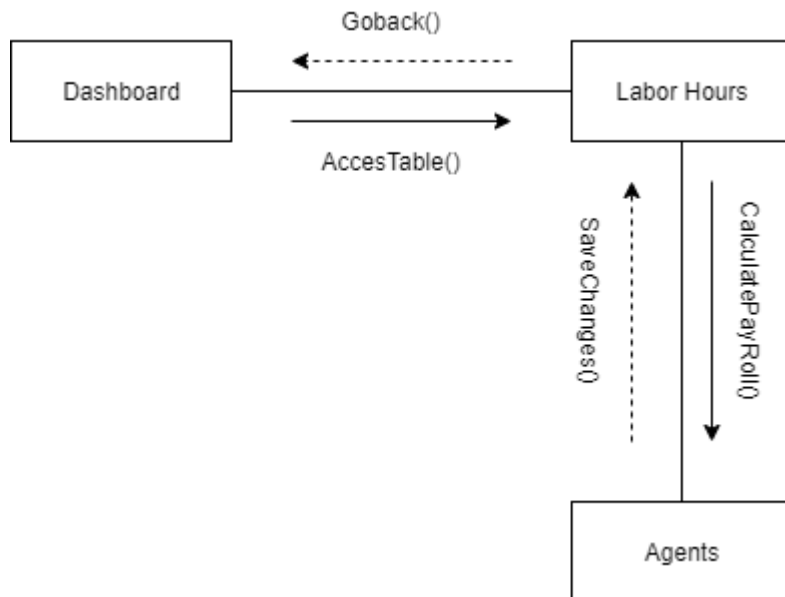 Goback()
Dashboard
Labor Hours
AccesTable()
SaveChanges()
CalculatePayRoll()
Agents